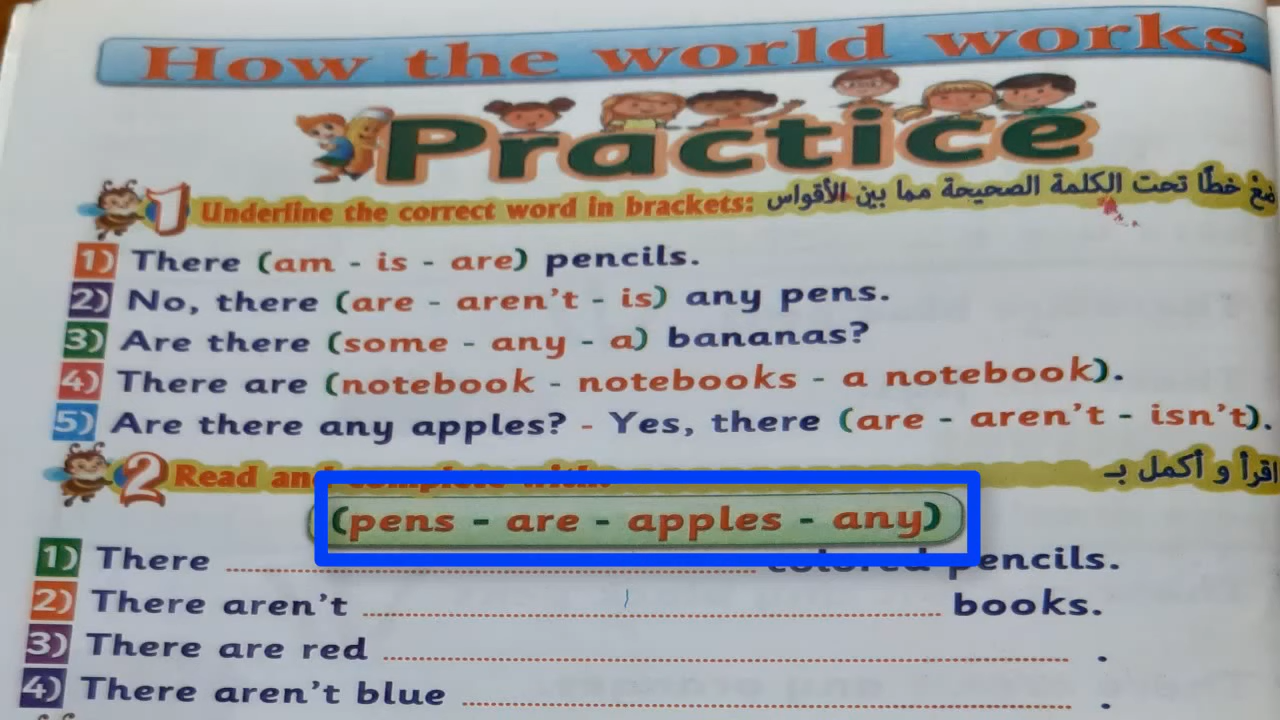 How the world works
Practice
1 Underline the correct word in brackets: ضع خطًا تحت الكلمة الصحيحة مما بين الأقواس
1) There (am - is - are) pencils.
2) No, there (are - aren't - is) any pens.
3) Are there (some - any - a) bananas?
4) There are (notebook - notebooks - a notebook).
5) Are there any apples? - Yes, there (are - aren't - isn't).
2 Read and complete with: اقرأ و أكمل بـ
(pens - are - apples - any)
1) There ........ colored pencils.
2) There aren't ........ books.
3) There are red ........ .
4) There aren't blue ........ .